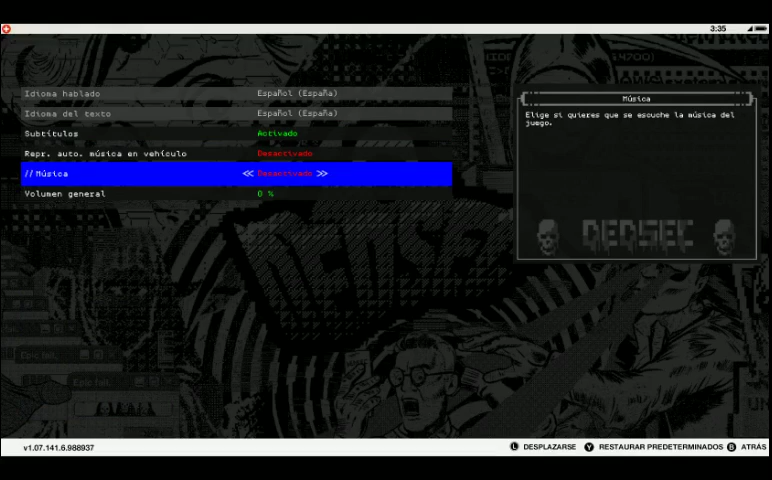 3:35
Idioma hablado Español (España)
Idioma del texto Español (España)
Subtítulos Activado
Repr. auto. música en vehículo Desactivado
//Música << Desactivado >>
Volumen general 0 %
Música
Elige si quieres que se escuche la música del
juego.
DEDSEC
Epic fail.
v1.07.141.6.988937
L DESPLAZARSE Y RESTAURAR PREDETERMINADOS B ATRÁS